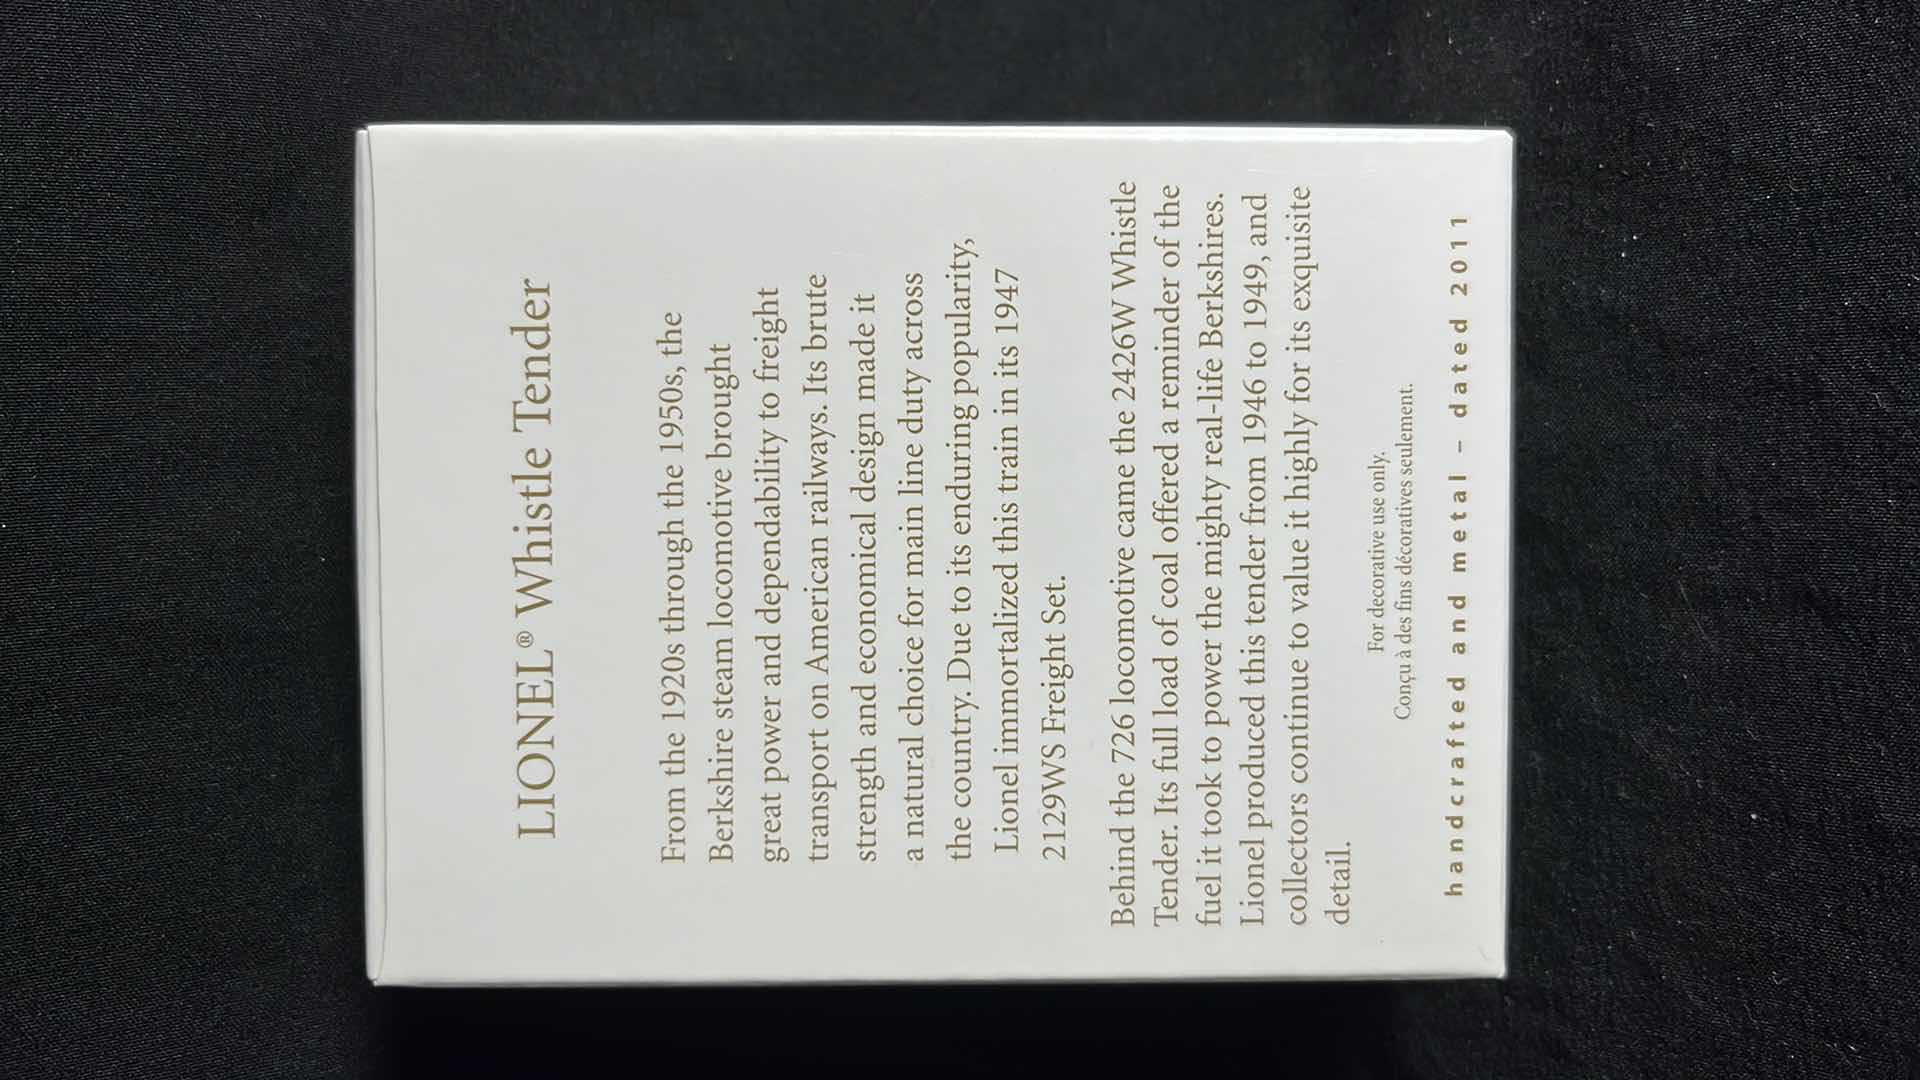 LIONEL® Whistle Tender
From the 1920s through the 1950s, the
Berkshire steam locomotive brought
great power and dependability to freight
transport on American railways. Its brute
strength and economical design made it
a natural choice for main line duty across
the country. Due to its enduring popularity,
Lionel immortalized this train in its 1947
2129WS Freight Set.
Behind the 726 locomotive came the 2426W Whistle
Tender. Its full load of coal offered a reminder of the
fuel it took to power the mighty real-life Berkshires.
Lionel produced this tender from 1946 to 1949, and
collectors continue to value it highly for its exquisite
detail.
For decorative use only.
Conçu à des fins décoratives seulement.
handcrafted and metal – dated 2011